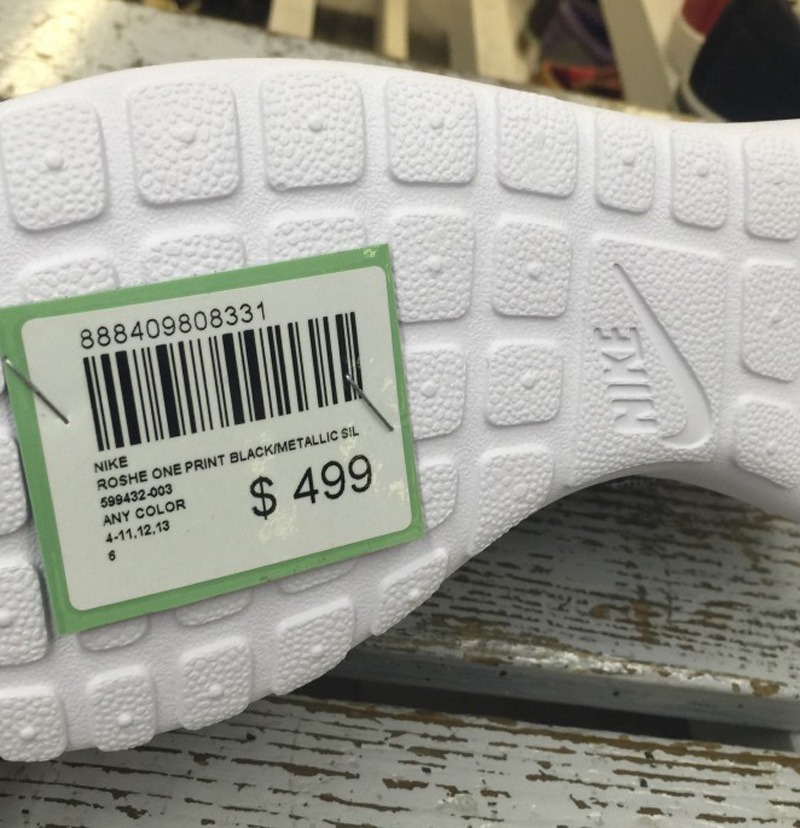 888409808331
NIKE
ROSHE ONE PRINT BLACK/METALLIC SIL
599432-003
ANY COLOR
4-11,12,13
6
$ 499
NIKE